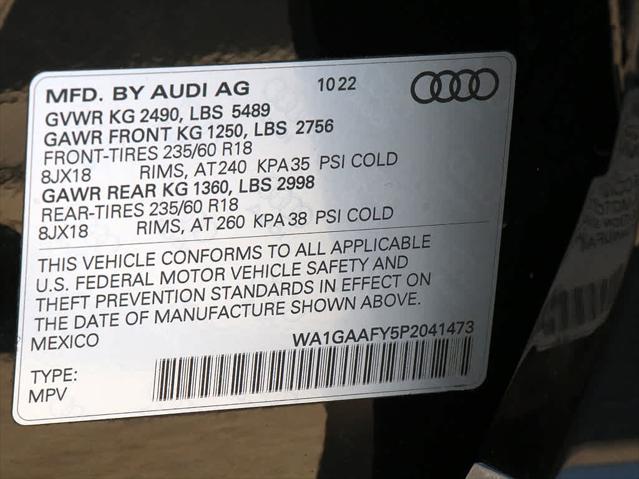 MFD. BY AUDI AG 10 22
GVWR KG 2490, LBS 5489
GAWR FRONT KG 1250, LBS 2756
FRONT-TIRES 235/60 R18
8JX18 RIMS, AT 240 KPA 35 PSI COLD
GAWR REAR KG 1360, LBS 2998
REAR-TIRES 235/60 R18
8JX18 RIMS, AT 260 KPA 38 PSI COLD
THIS VEHICLE CONFORMS TO ALL APPLICABLE
U.S. FEDERAL MOTOR VEHICLE SAFETY AND
THEFT PREVENTION STANDARDS IN EFFECT ON
THE DATE OF MANUFACTURE SHOWN ABOVE.
MEXICO WA1GAAFY5P2041473
TYPE:
MPV